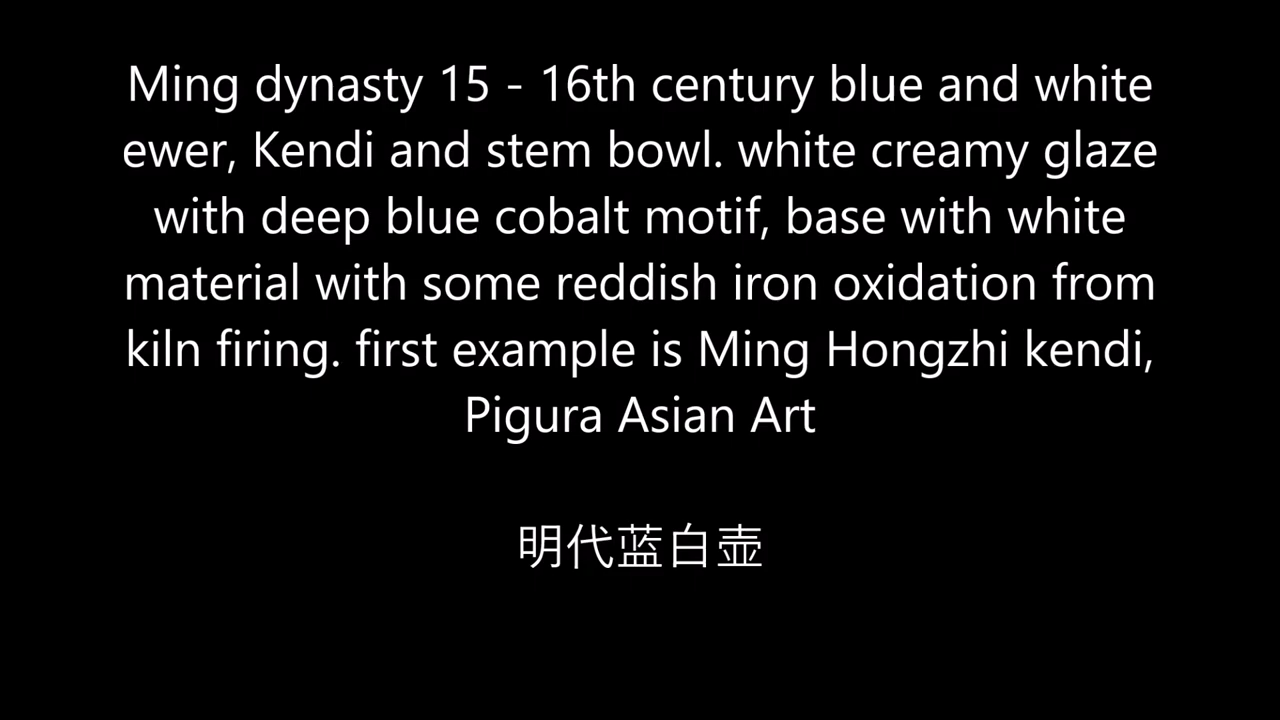 Ming dynasty 15 - 16th century blue and white
ewer, Kendi and stem bowl. white creamy glaze
with deep blue cobalt motif, base with white
material with some reddish iron oxidation from
kiln firing. first example is Ming Hongzhi kendi,
Pigura Asian Art
明代蓝白壶